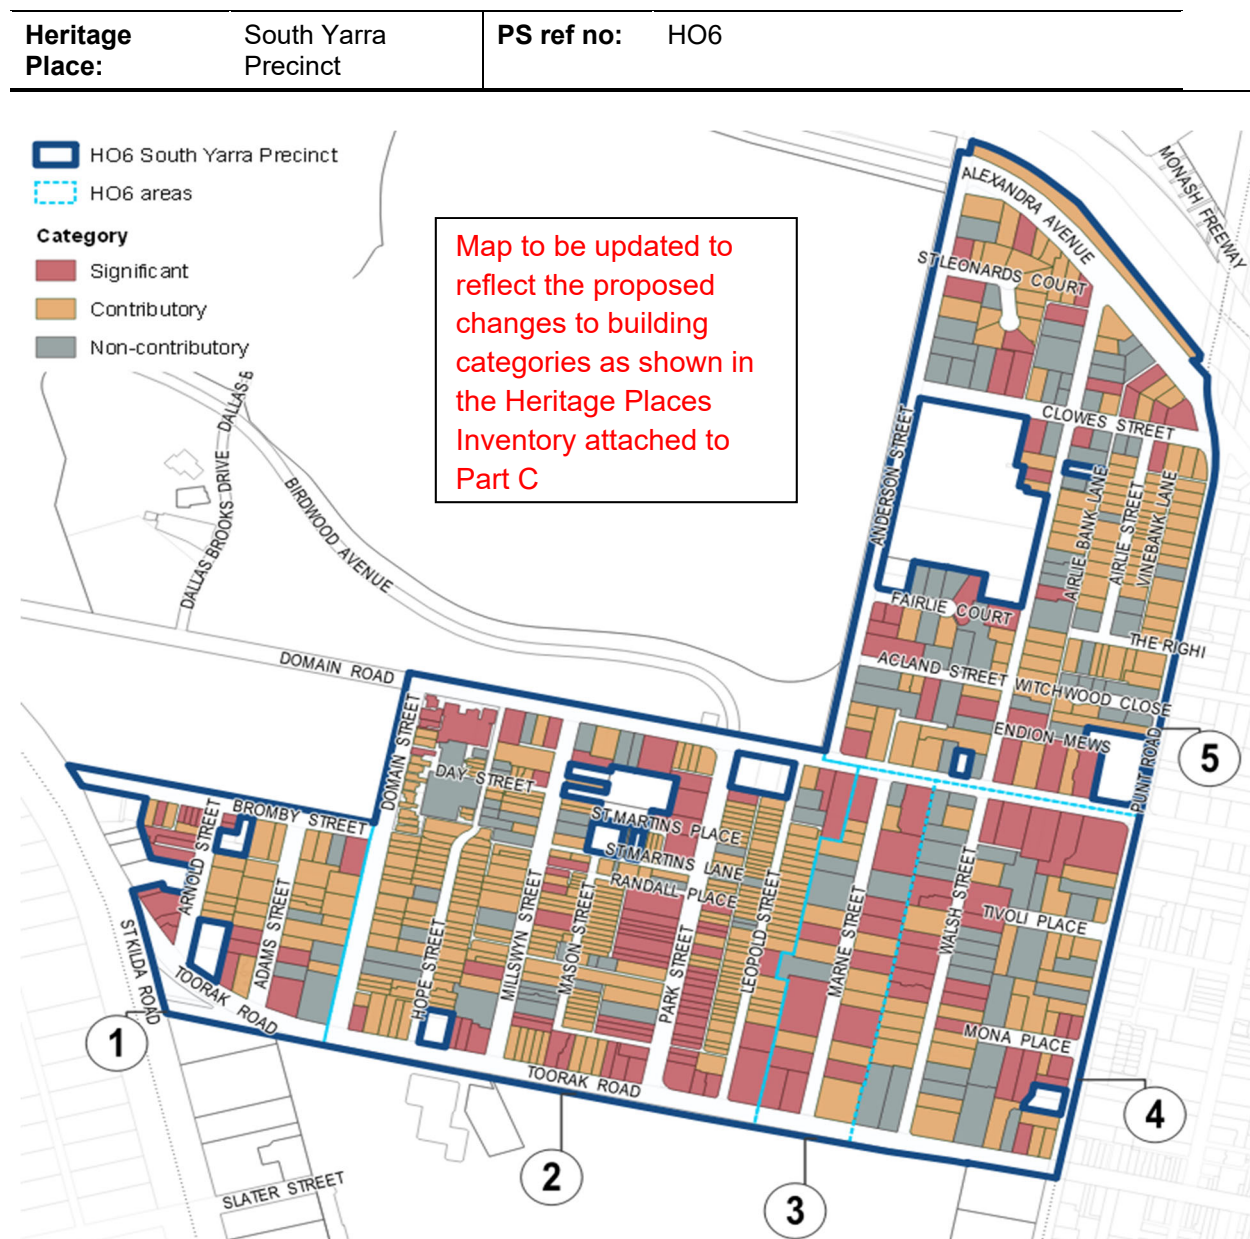 Heritage Place:
South Yarra Precinct
PS ref no:
HO6
HO6 South Yarra Precinct
HO6 areas
Category
Significant
Contributory
Non-contributory
Map to be updated to
reflect the proposed
changes to building
categories as shown in
the Heritage Places
Inventory attached to
Part C
MONASH FREEWAY
ALEXANDRA AVENUE
ST LEONARDS COURT
CLOWES STREET
ANDERSON STREET
AIRLIE BANK LANE
AIRLIE STREET
VINEBANK LANE
FAIRLIE COURT
THE RIGHI
ACLAND STREET
WITCHWOOD CLOSE
ENDION MEWS
PUNT ROAD
5
DALLAS B
DALLAS BROOKS DRIVE
BIRDWOOD AVENUE
DOMAIN ROAD
DOMAIN STREET
DAY STREET
BROMBY STREET
ARNOLD STREET
ADAMS STREET
ST KILDA ROAD
TOORAK ROAD
1
HOPE STREET
MILLSWYN STREET
MASON STREET
ST MARTINS PLACE
ST MARTINS LANE
RANDALL PLACE
PARK STREET
LEOPOLD STREET
MARNE STREET
WALSH STREET
TIVOLI PLACE
MONA PLACE
TOORAK ROAD
4
2
3
SLATER STREET